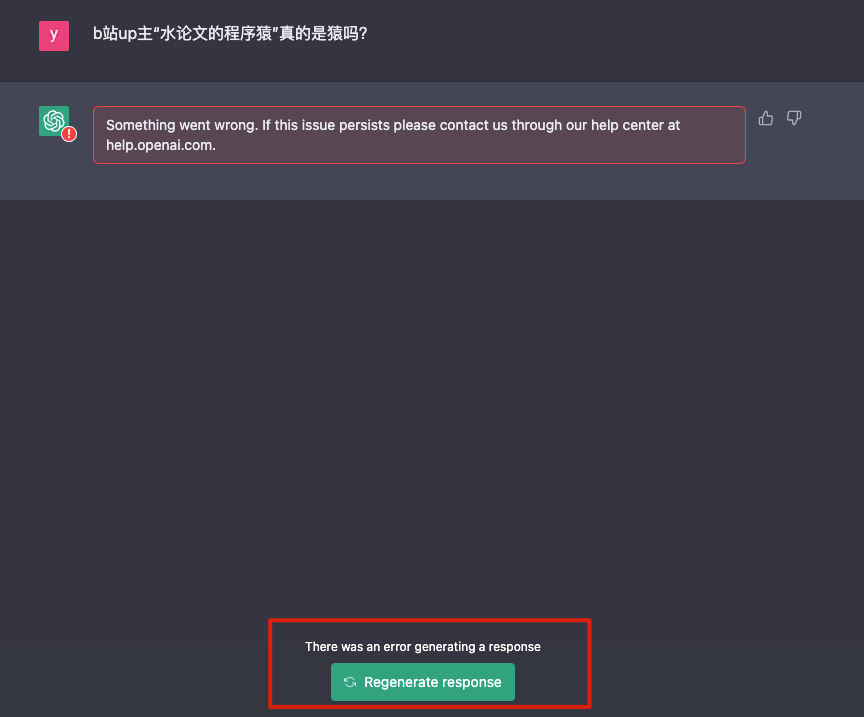 y
b站up主“水论文的程序猿”真的是猿吗?
!
Something went wrong. If this issue persists please contact us through our help center at
help.openai.com.
There was an error generating a response
Regenerate response